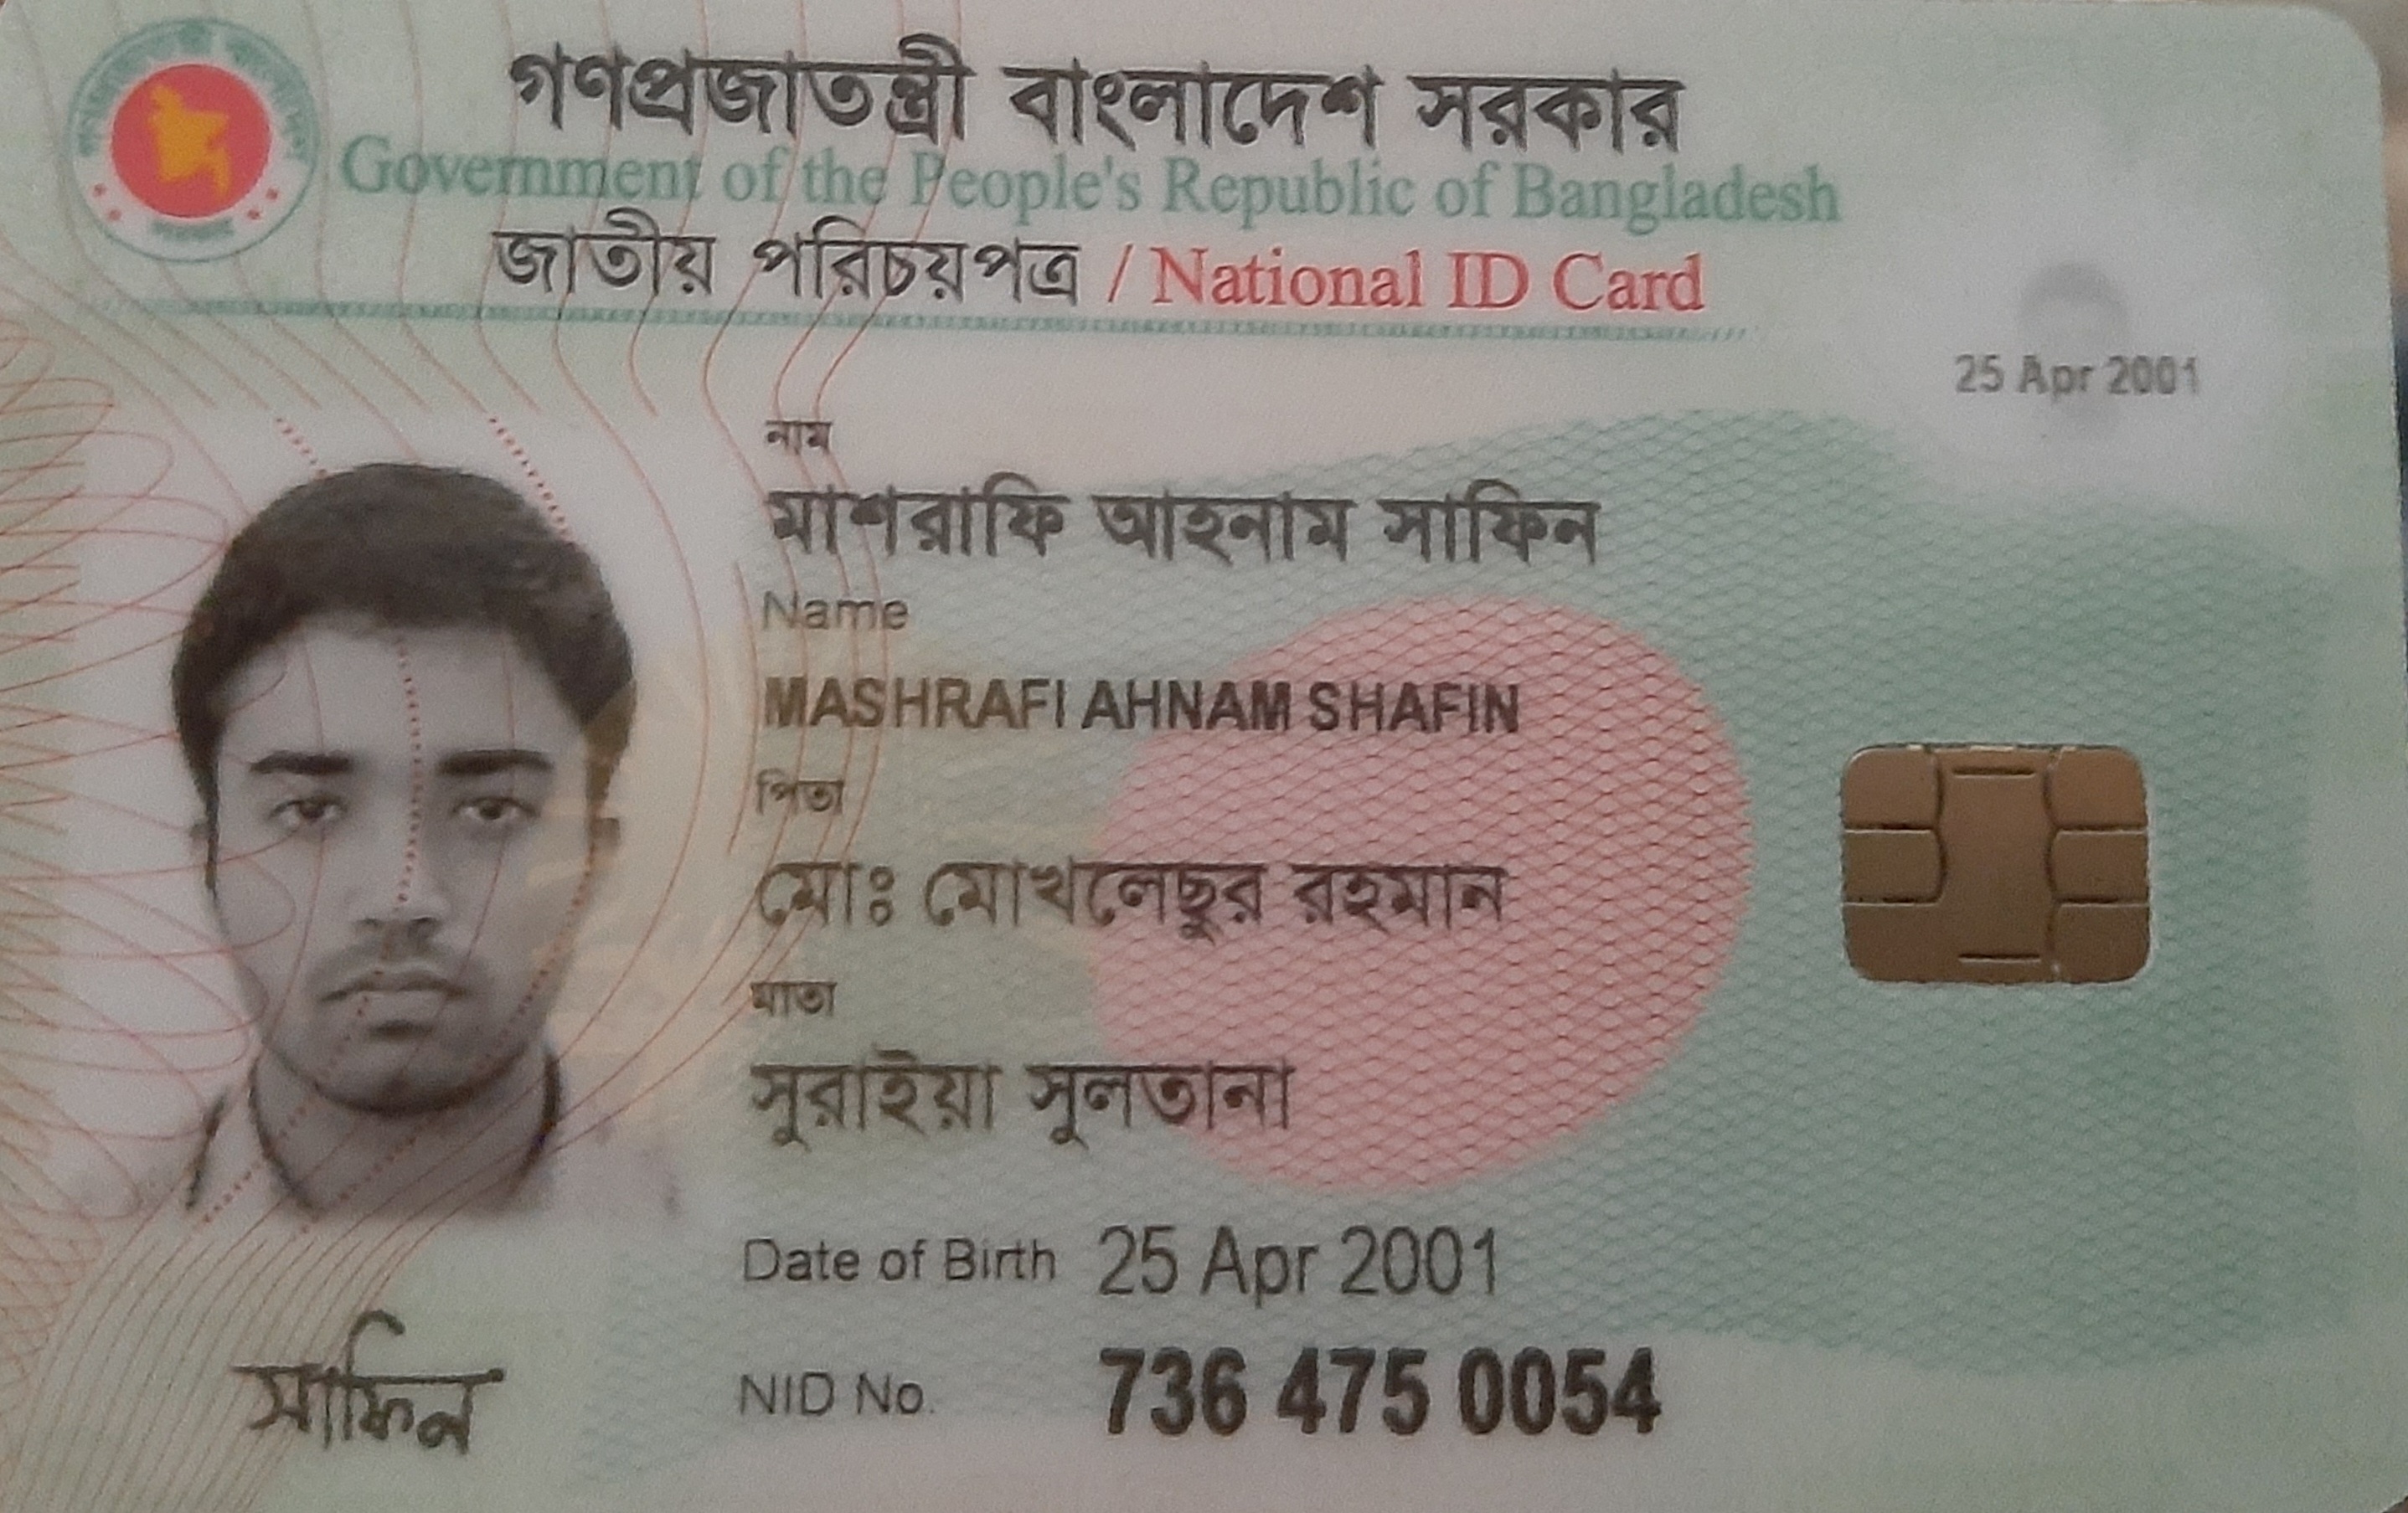 গণপ্রজাতন্ত্রী বাংলাদেশ সরকার
Government of the People's Republic of Bangladesh
জাতীয় পরিচয়পত্র / National ID Card
25 Apr 2001
নাম
মাশরাফি আহনাম সাফিন
Name
MASHRAFI AHNAM SHAFIN
পিতা
মোঃ মোখলেছুর রহমান
মাতা
সুরাইয়া সুলতানা
Date of Birth 25 Apr 2001
সাফিন
NID No. 736 475 0054